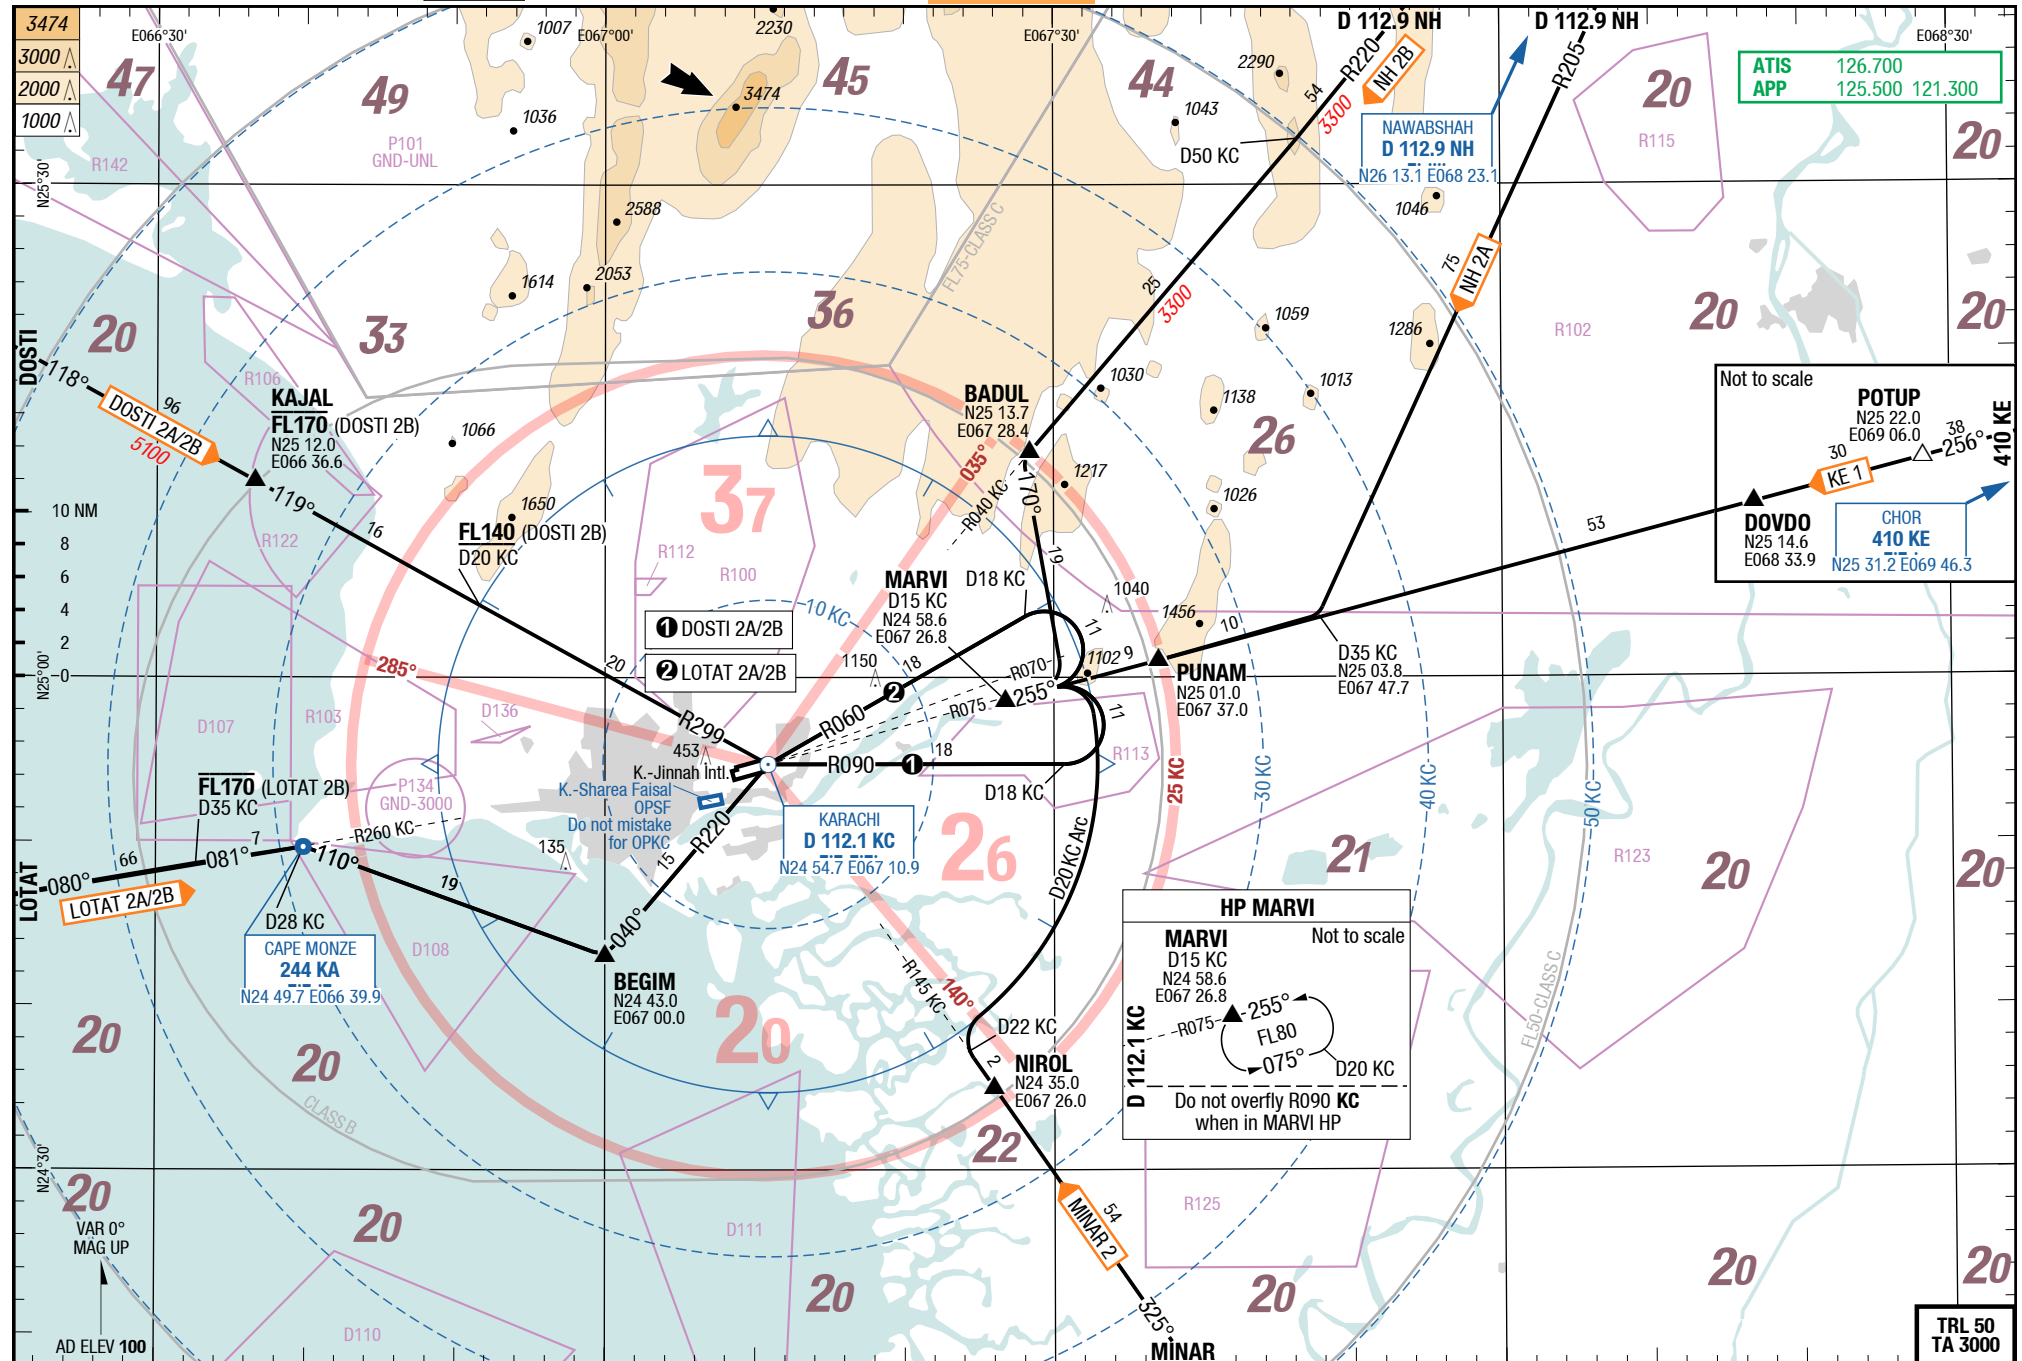 3474
3000
2000
1000
E066°30'
E067°00'
E067°30'
E068°30'
D 112.9 NH
D 112.9 NH
ATIS 126.700
APP 125.500 121.300
47
49
45
44
20
20
1007
2230
2290
3474
1036
1043
P101
GND-UNL
R142
R115
R220
NH 2B
54
3300
R205
D50 KC
NAWABSHAH
D 112.9 NH
N26 13.1 E068 23.1
1046
N25°30'
2588
2053
1614
FL75-CLASS C
25
3300
75
NH 2A
20
33
36
1059
1286
R102
20
20
DOSTI
118°
DOSTI 2A/2B
96
5100
R106
KAJAL
FL170 (DOSTI 2B)
N25 12.0
E066 36.6
1066
BADUL
N25 13.7
E067 28.4
1030
1138
1013
26
Not to scale
POTUP
N25 22.0
E069 06.0
38
256°
30
KE 1
410 KE
DOVDO
N25 14.6
E068 33.9
CHOR
410 KE
N25 31.2 E069 46.3
53
119°
16
R122
1650
FL140 (DOSTI 2B)
D20 KC
37
035°
R040 KC
170°
19
1217
1026
10 NM
8
6
4
2
0
N25°00'
R112
R100
10 KC
MARVI
D15 KC
N24 58.6
E067 26.8
D18 KC
1040
1456
10
11
1102
9
PUNAM
N25 01.0
E067 37.0
D35 KC
N25 03.8
E067 47.7
1 DOSTI 2A/2B
2 LOTAT 2A/2B
285°
20
1150
18
2
R070
R075
255°
R060
R299
D107
R103
D136
453
K.-Jinnah Intl.
R090
1
18
11
R113
D18 KC
25 KC
30 KC
40 KC
50 KC
K.-Sharea Faisal
OPSF
Do not mistake
for OPKC
FL170 (LOTAT 2B)
D35 KC
P134
GND-3000
R260 KC
135
R220
15
KARACHI
D 112.1 KC
N24 54.7 E067 10.9
26
D20 KC Arc
21
R123
20
20
LOTAT
66
080°
081°
7
110°
19
LOTAT 2A/2B
D28 KC
CAPE MONZE
244 KA
N24 49.7 E066 39.9
D108
040°
BEGIM
N24 43.0
E067 00.0
R145 KC
140°
D22 KC
2
NIROL
N24 35.0
E067 26.0
HP MARVI
MARVI
D15 KC
N24 58.6
E067 26.8
Not to scale
D 112.1 KC
R075
255°
FL80
075°
D20 KC
Do not overfly R090 KC
when in MARVI HP
FL50-CLASS C
20
20
20
CLASS B
N24°30'
22
20
20
VAR 0°
MAG UP
AD ELEV 100
D111
D110
20
54
MINAR 2
325°
MINAR
R125
20
20
20
TRL 50
TA 3000